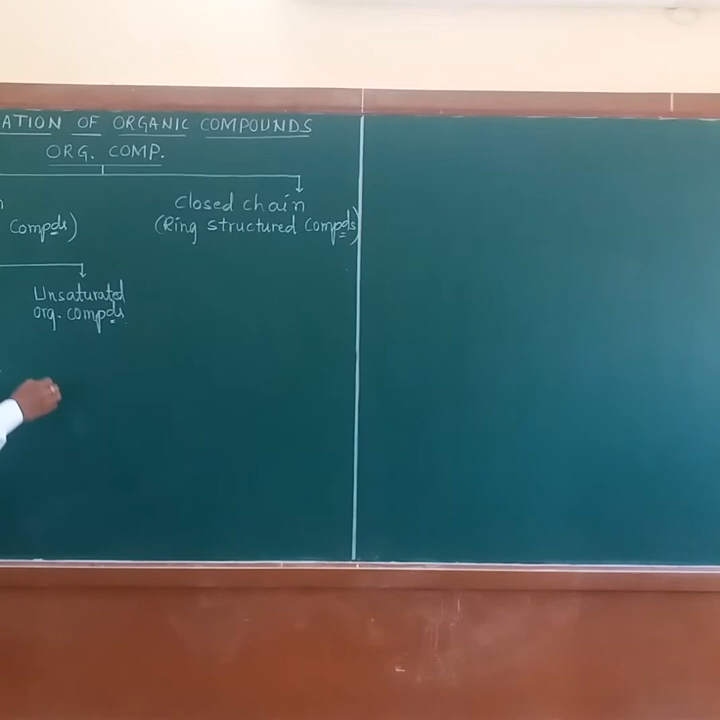 ATION OF ORGANIC COMPOUNDS
ORG. COMP.
n Closed chain
Compds) (Ring structured Compds)
Unsaturated
org. compds.